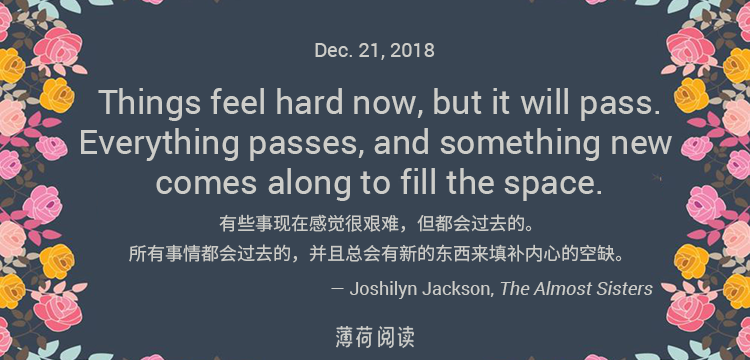 Dec. 21, 2018
Things feel hard now, but it will pass.
Everything passes, and something new
comes along to fill the space.
有些事现在感觉很艰难，但都会过去的。
所有事情都会过去的，并且总会有新的东西来填补内心的空缺。
— Joshilyn Jackson, The Almost Sisters
薄荷阅读